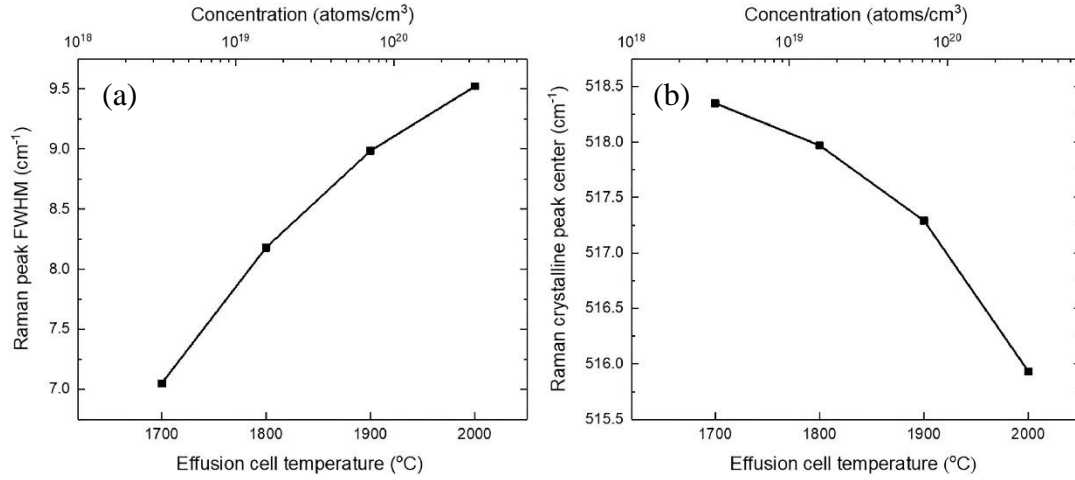 Concentration (atoms/cm³)
10¹⁸ 10¹⁹ 10²⁰
(a)
Raman peak FWHM (cm⁻¹)
9.5
9.0
8.5
8.0
7.5
7.0
1700 1800 1900 2000
Effusion cell temperature (ºC)
Concentration (atoms/cm³)
10¹⁸ 10¹⁹ 10²⁰
(b)
Raman crystalline peak center (cm⁻¹)
518.5
518.0
517.5
517.0
516.5
516.0
515.5
1700 1800 1900 2000
Effusion cell temperature (ºC)